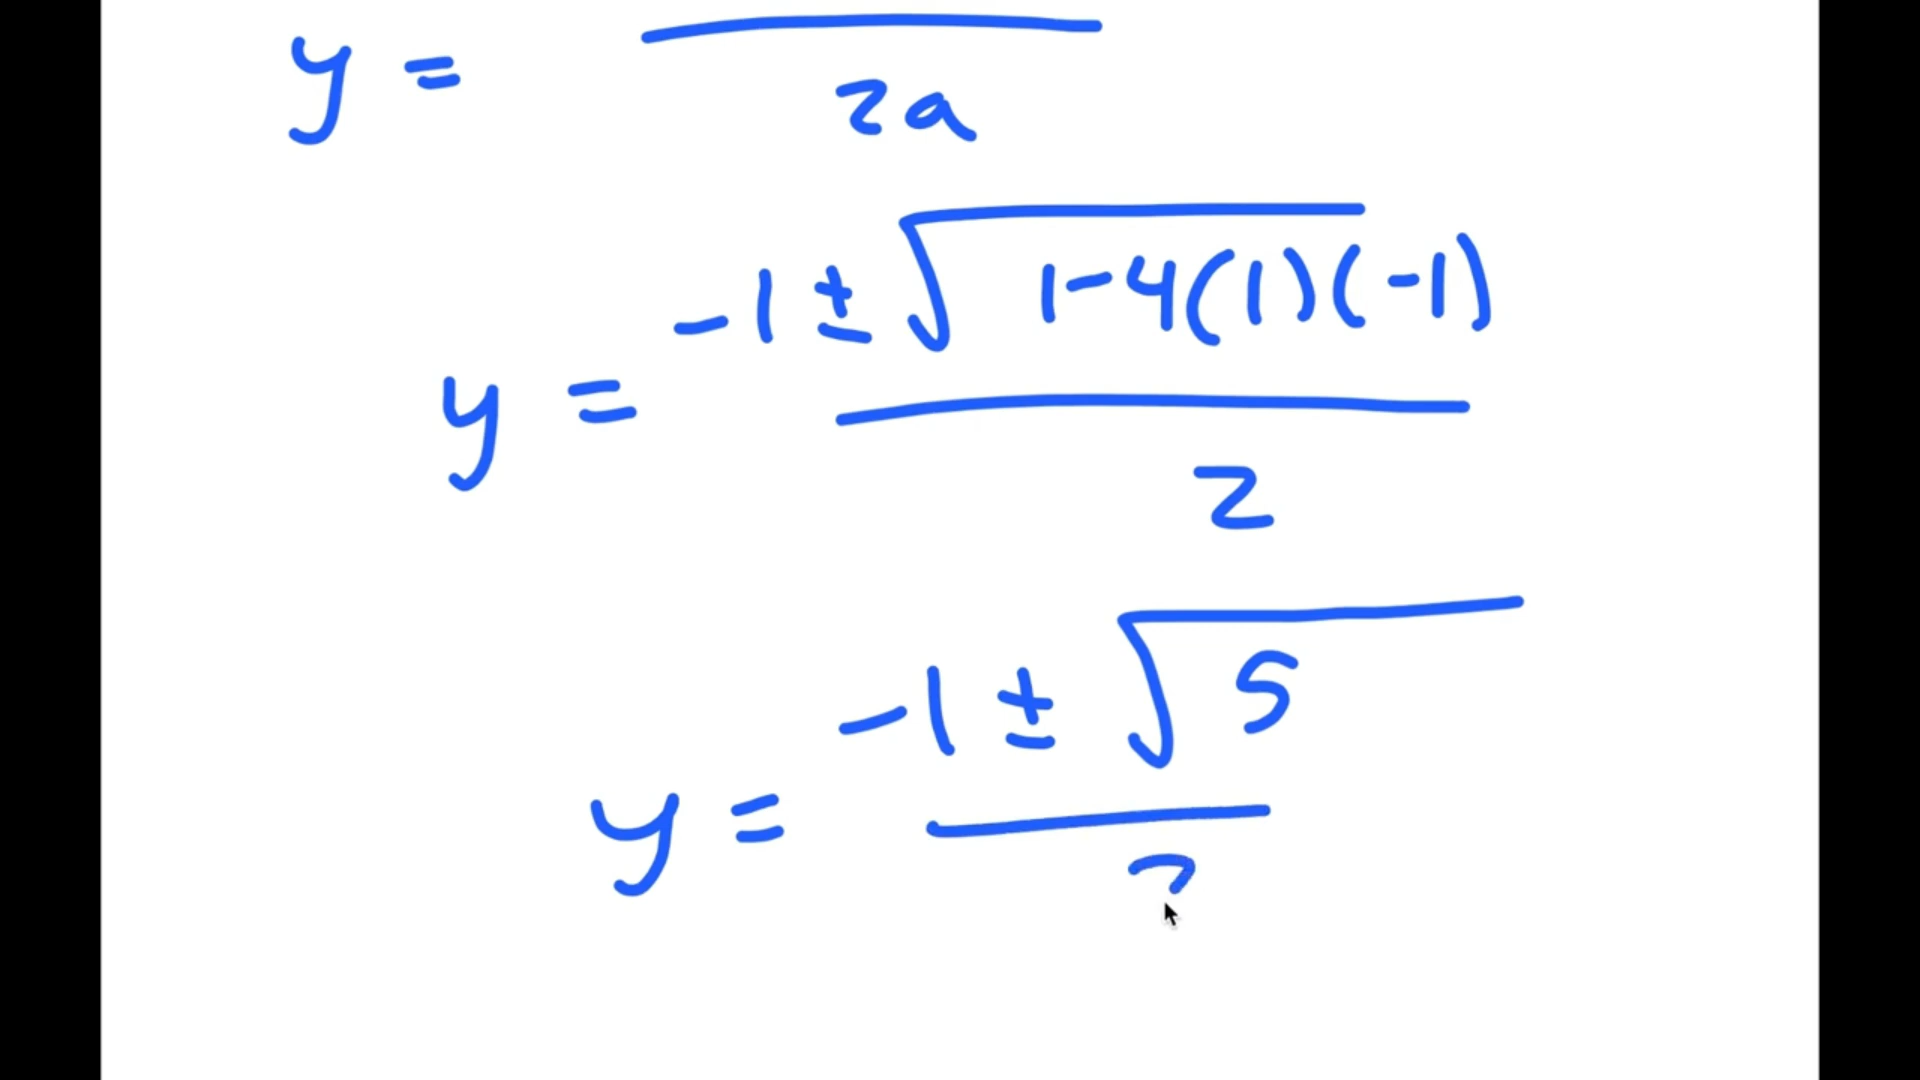 y = ———
2a
y = -1 ± √1-4(1)(-1)
2
y = -1 ± √5